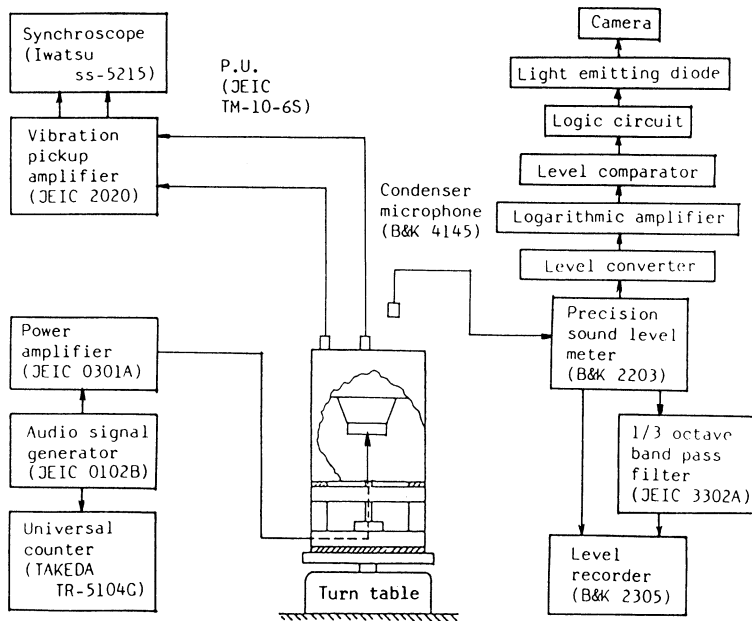 Synchroscope
(Iwatsu
ss-5215)
Vibration
pickup
amplifier
(JEIC 2020)
P.U.
(JEIC
TM-10-6S)
Power
amplifier
(JEIC 0301A)
Audio signal
generator
(JEIC 0102B)
Universal
counter
(TAKEDA
TR-5104G)
Turn table
Condenser
microphone
(B&K 4145)
Camera
Light emitting diode
Logic circuit
Level comparator
Logarithmic amplifier
Level converter
Precision
sound level
meter
(B&K 2203)
1/3 octave
band pass
filter
(JEIC 3302A)
Level
recorder
(B&K 2305)